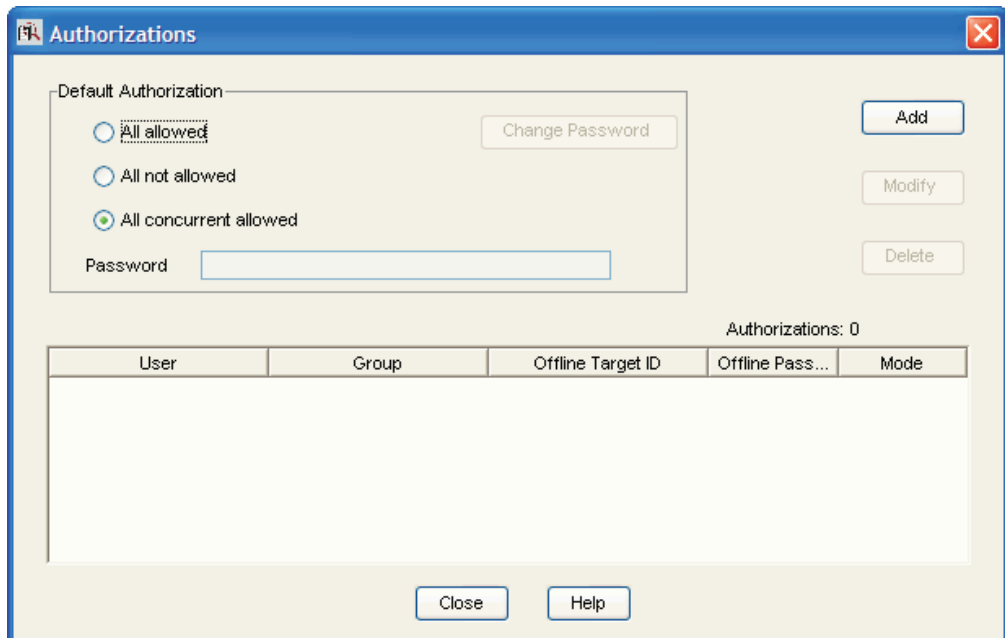 Authorizations
Default Authorization
All allowed
Change Password
Add
All not allowed
Modify
All concurrent allowed
Password
Delete
Authorizations: 0
User Group Offline Target ID Offline Pass... Mode
Close Help